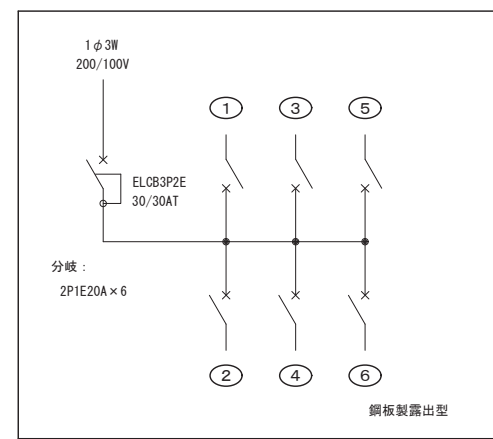 1φ3W
200/100V
① ③ ⑤
ELCB3P2E
30/30AT
分岐：
2P1E20A×6
② ④ ⑥
鋼板製露出型